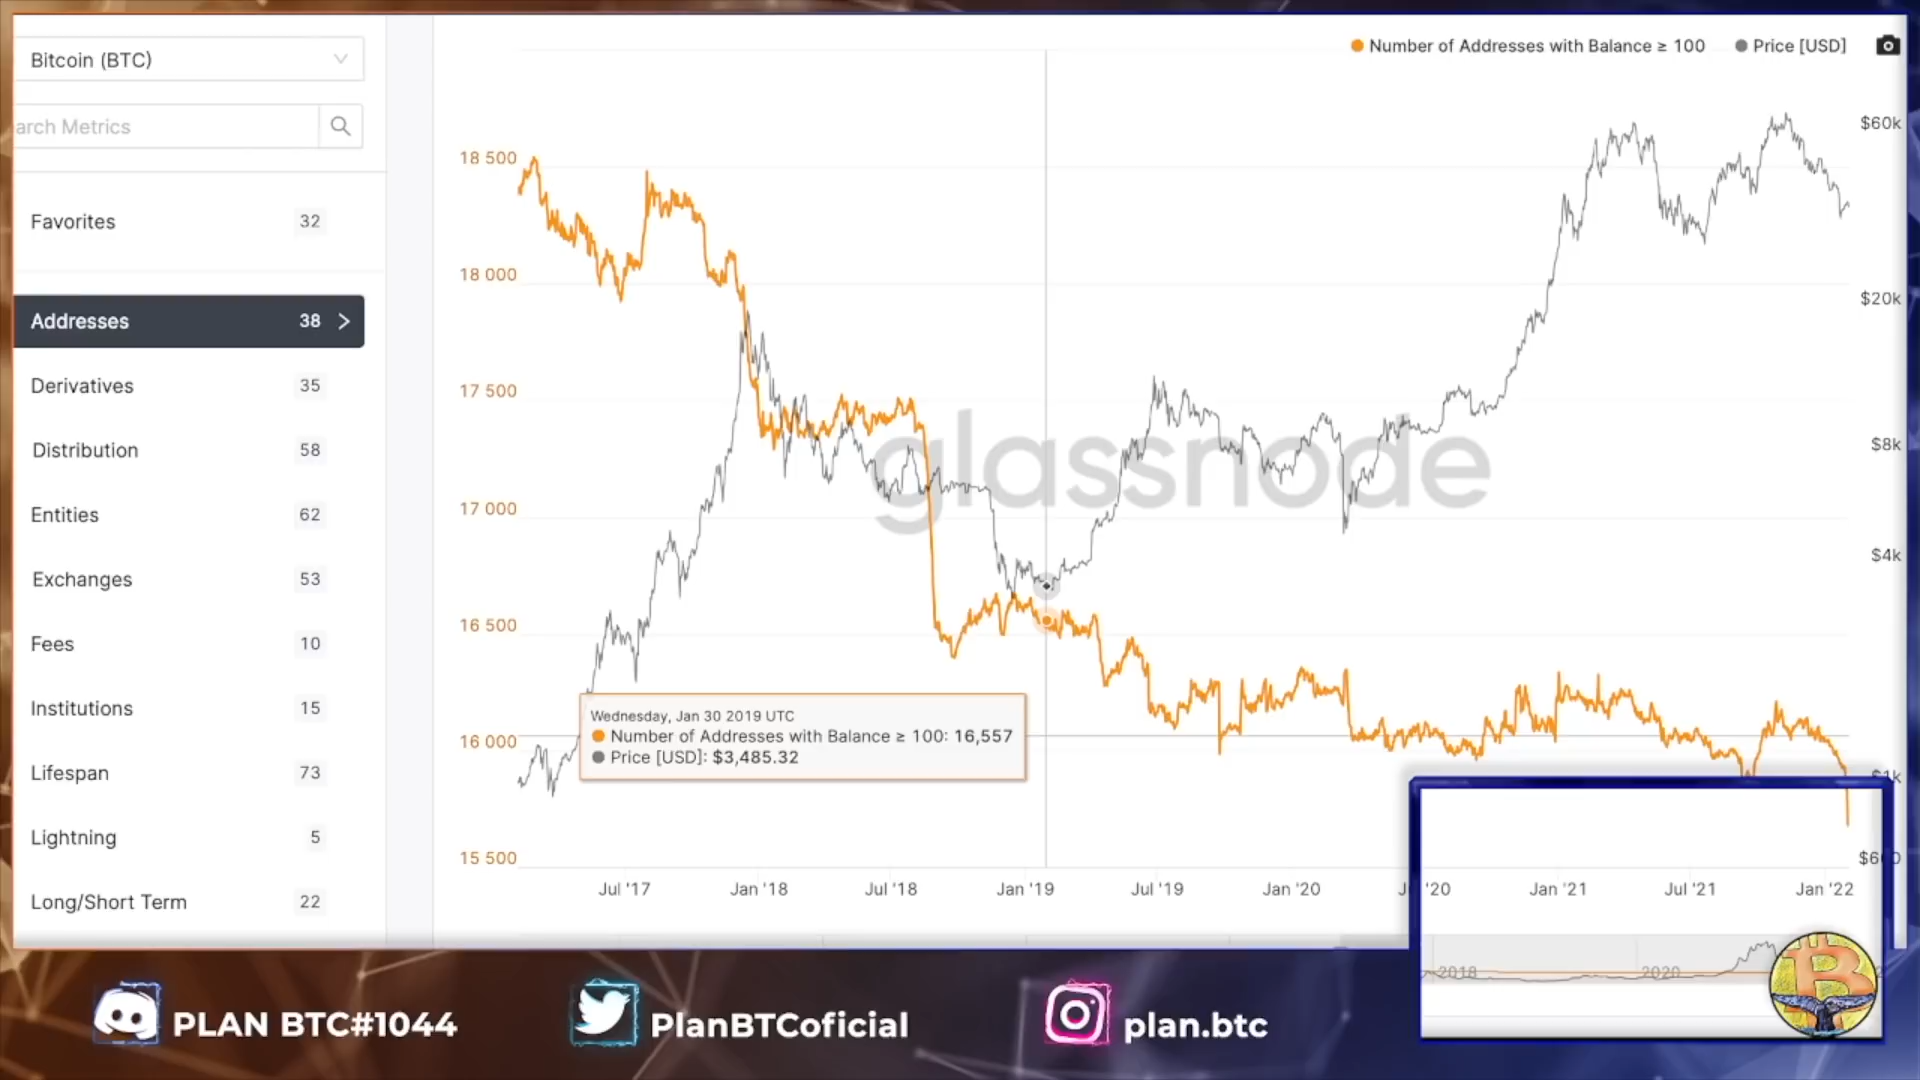 Bitcoin (BTC)
arch Metrics
Favorites 32
Addresses 38
Derivatives 35
Distribution 58
Entities 62
Exchanges 53
Fees 10
Institutions 15
Lifespan 73
Lightning 5
Long/Short Term 22
Number of Addresses with Balance ≥ 100 Price [USD]
18 500
18 000
17 500
17 000
16 500
16 000
15 500
$60k
$20k
$8k
$4k
$1k
glassnode
Wednesday, Jan 30 2019 UTC
Number of Addresses with Balance ≥ 100: 16,557
Price [USD]: $3,485.32
Jul '17 Jan '18 Jul '18 Jan '19 Jul '19 Jan '20 Jan '21 Jul '21 Jan '22
2018 2020
PLAN BTC#1044 PlanBTCoficial plan.btc